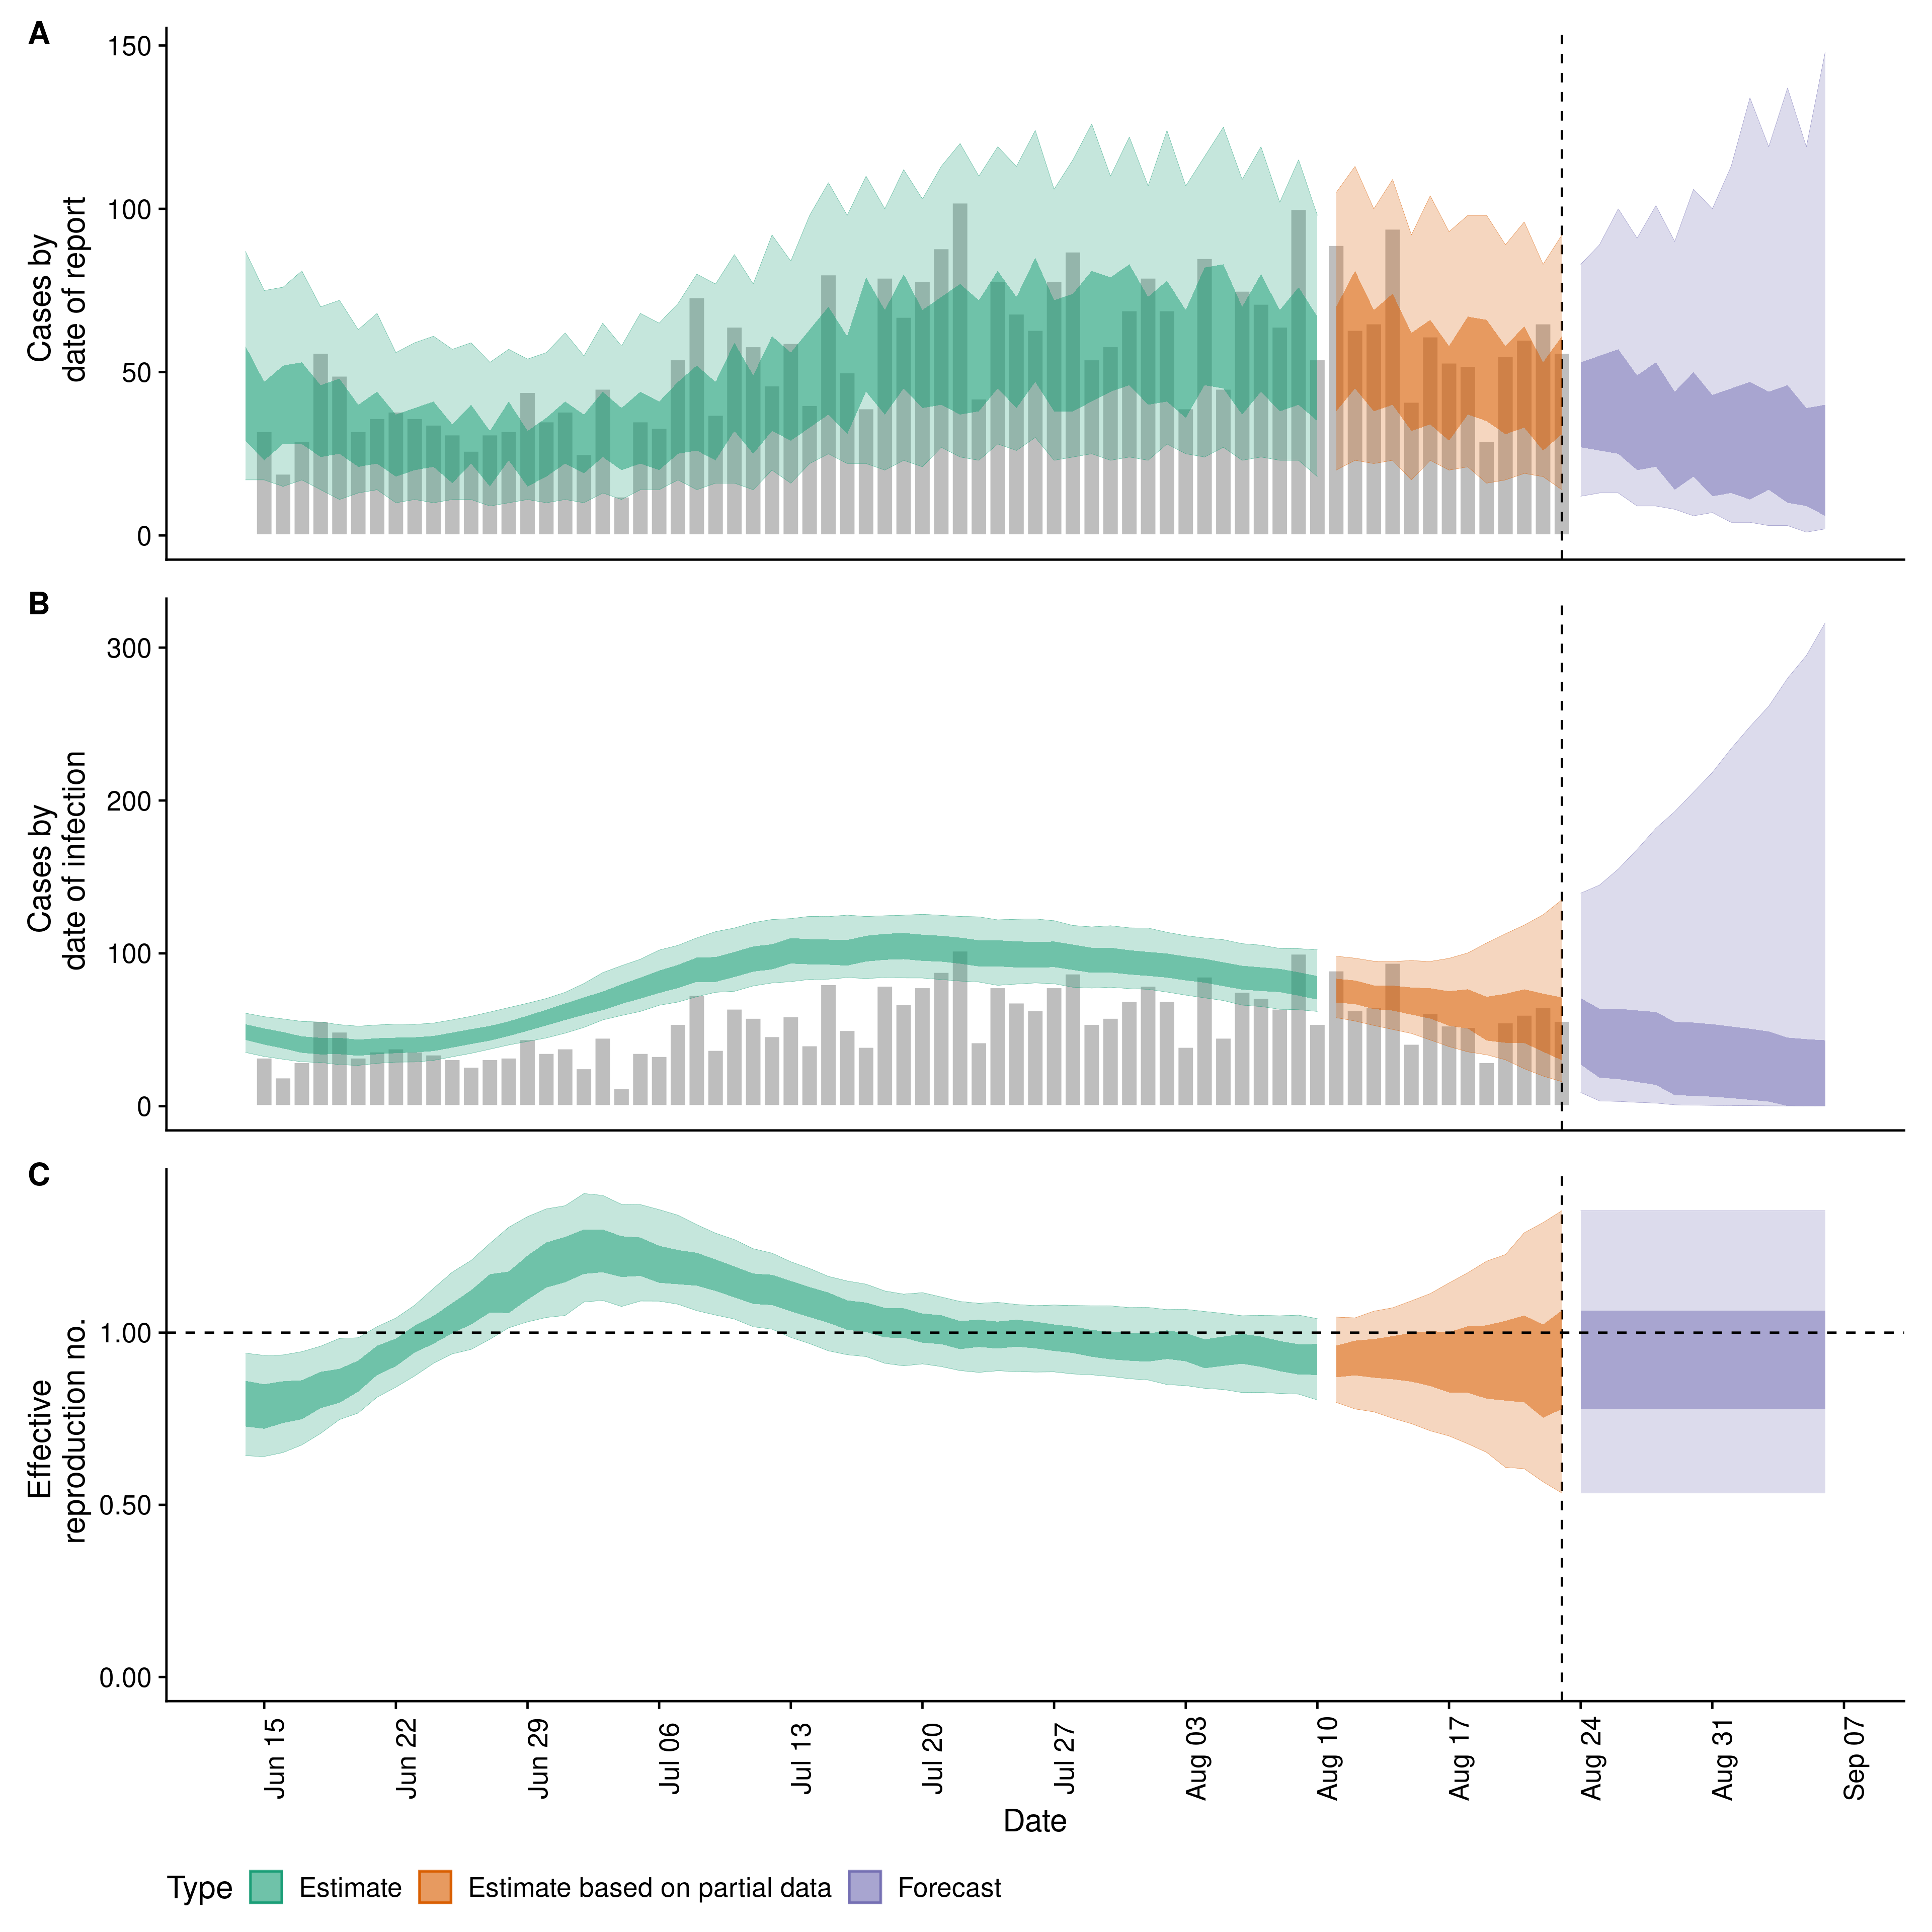 A
150
100
50
0
Cases by
date of report
B
300
200
100
0
Cases by
date of infection
C
1.00
0.50
0.00
Effective
reproduction no.
Jun 15
Jun 22
Jun 29
Jul 06
Jul 13
Jul 20
Jul 27
Aug 03
Aug 10
Aug 17
Aug 24
Aug 31
Sep 07
Date
Type Estimate Estimate based on partial data Forecast